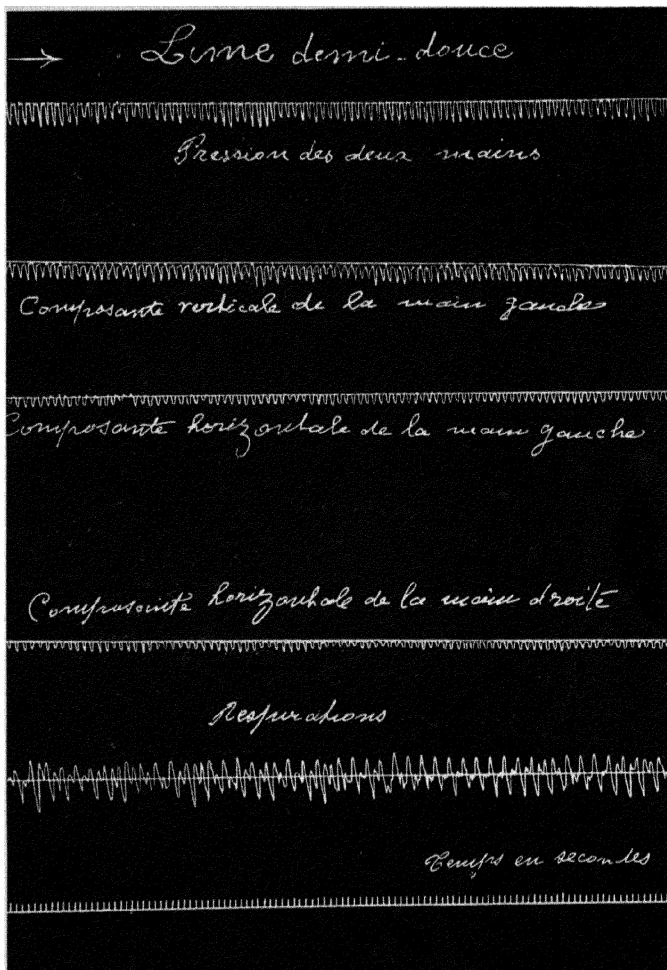 Lime demi-douce
Pression des deux mains
Composante verticale de la main gauche
Composante horizontale de la main gauche
Composante horizontale de la main droite
Respirations
Temps en secondes